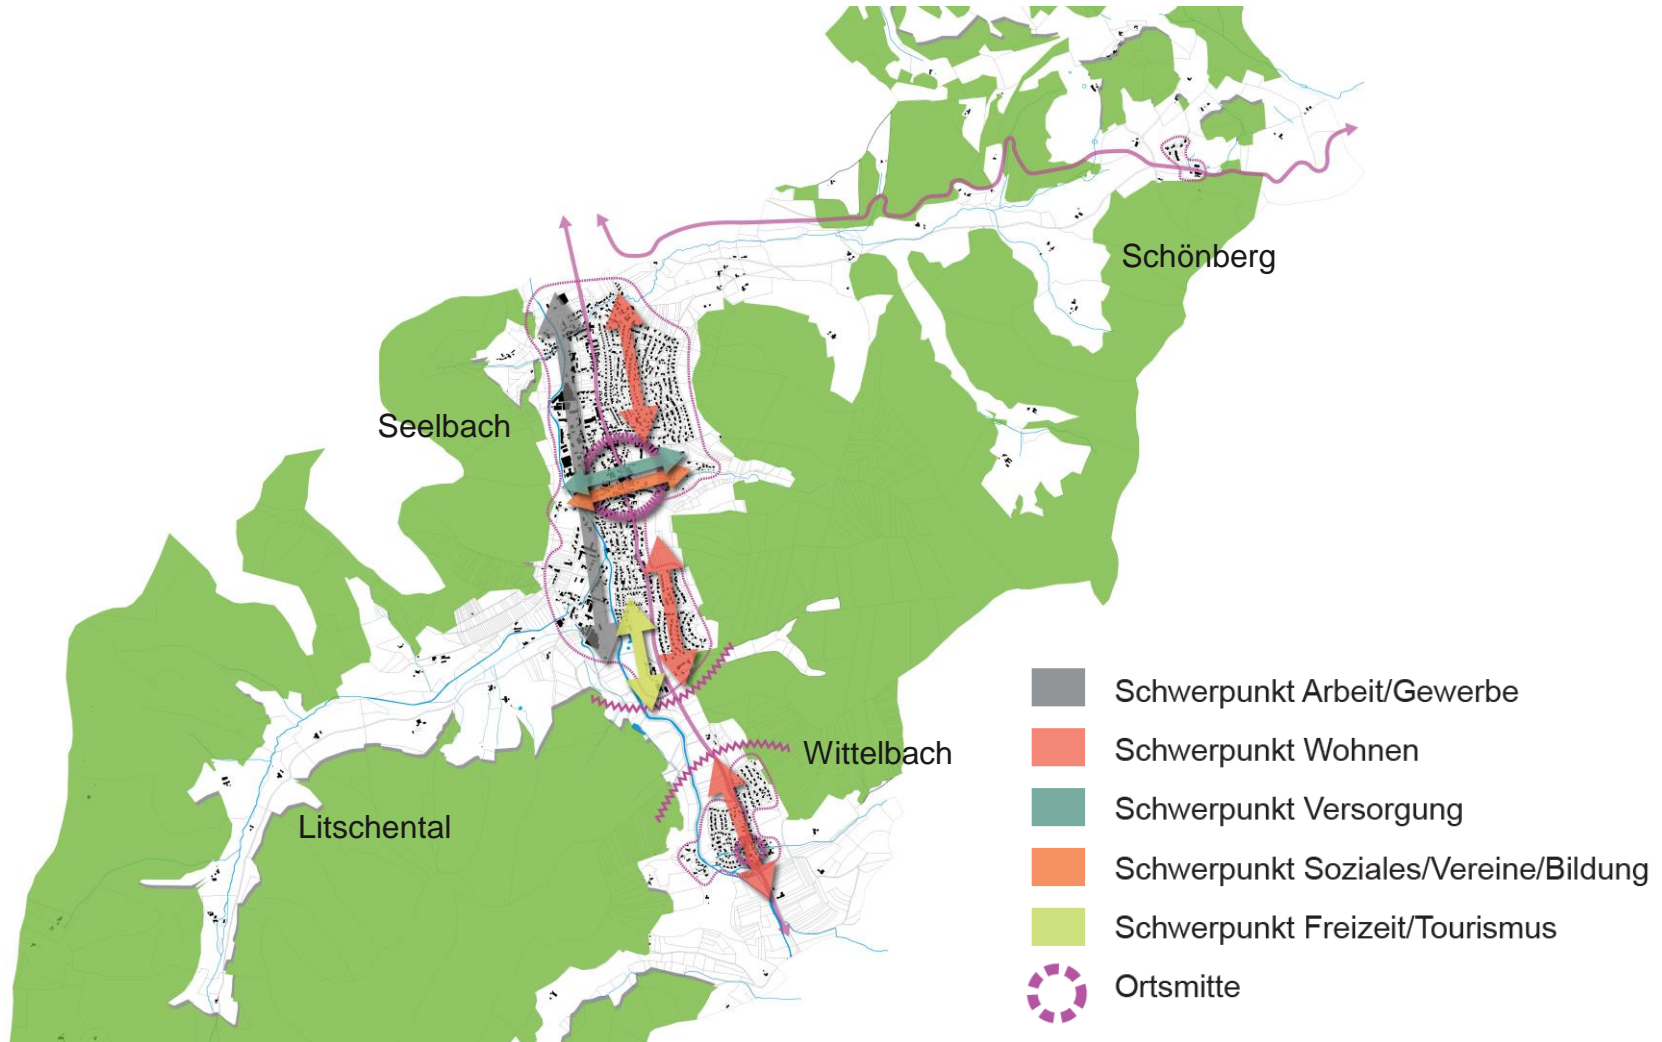 Schönberg
Seelbach
Wittelbach
Litschental
Schwerpunkt Arbeit/Gewerbe
Schwerpunkt Wohnen
Schwerpunkt Versorgung
Schwerpunkt Soziales/Vereine/Bildung
Schwerpunkt Freizeit/Tourismus
Ortsmitte